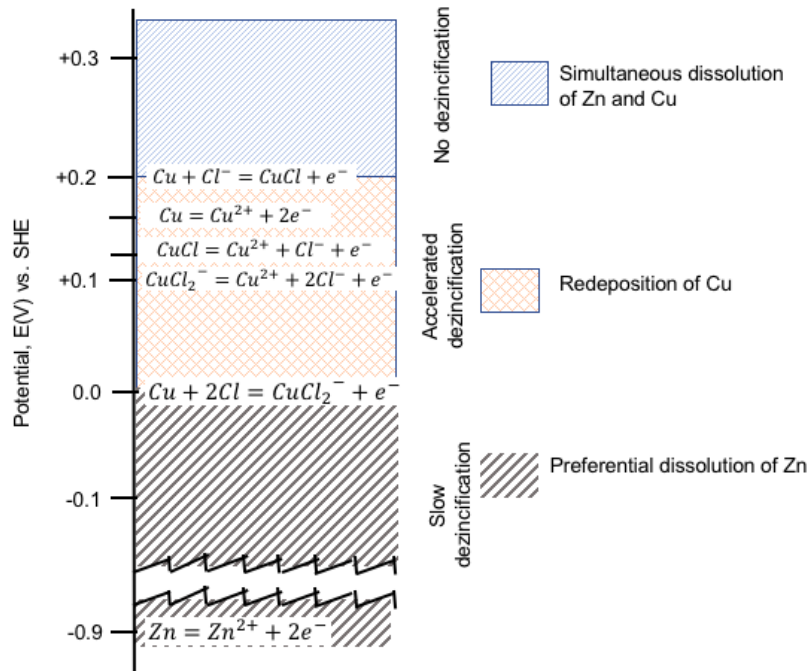 Potential, E(V) vs. SHE
+0.3
+0.2
+0.1
0.0
-0.1
-0.9
Cu + Cl⁻ = CuCl + e⁻
Cu = Cu²⁺ + 2e⁻
CuCl = Cu²⁺ + Cl⁻ + e⁻
CuCl₂⁻ = Cu²⁺ + 2Cl⁻ + e⁻
Cu + 2Cl = CuCl₂⁻ + e⁻
Zn = Zn²⁺ + 2e⁻
No dezincification
Accelerated
dezincification
Slow
dezincification
Simultaneous dissolution
of Zn and Cu
Redeposition of Cu
Preferential dissolution of Zn